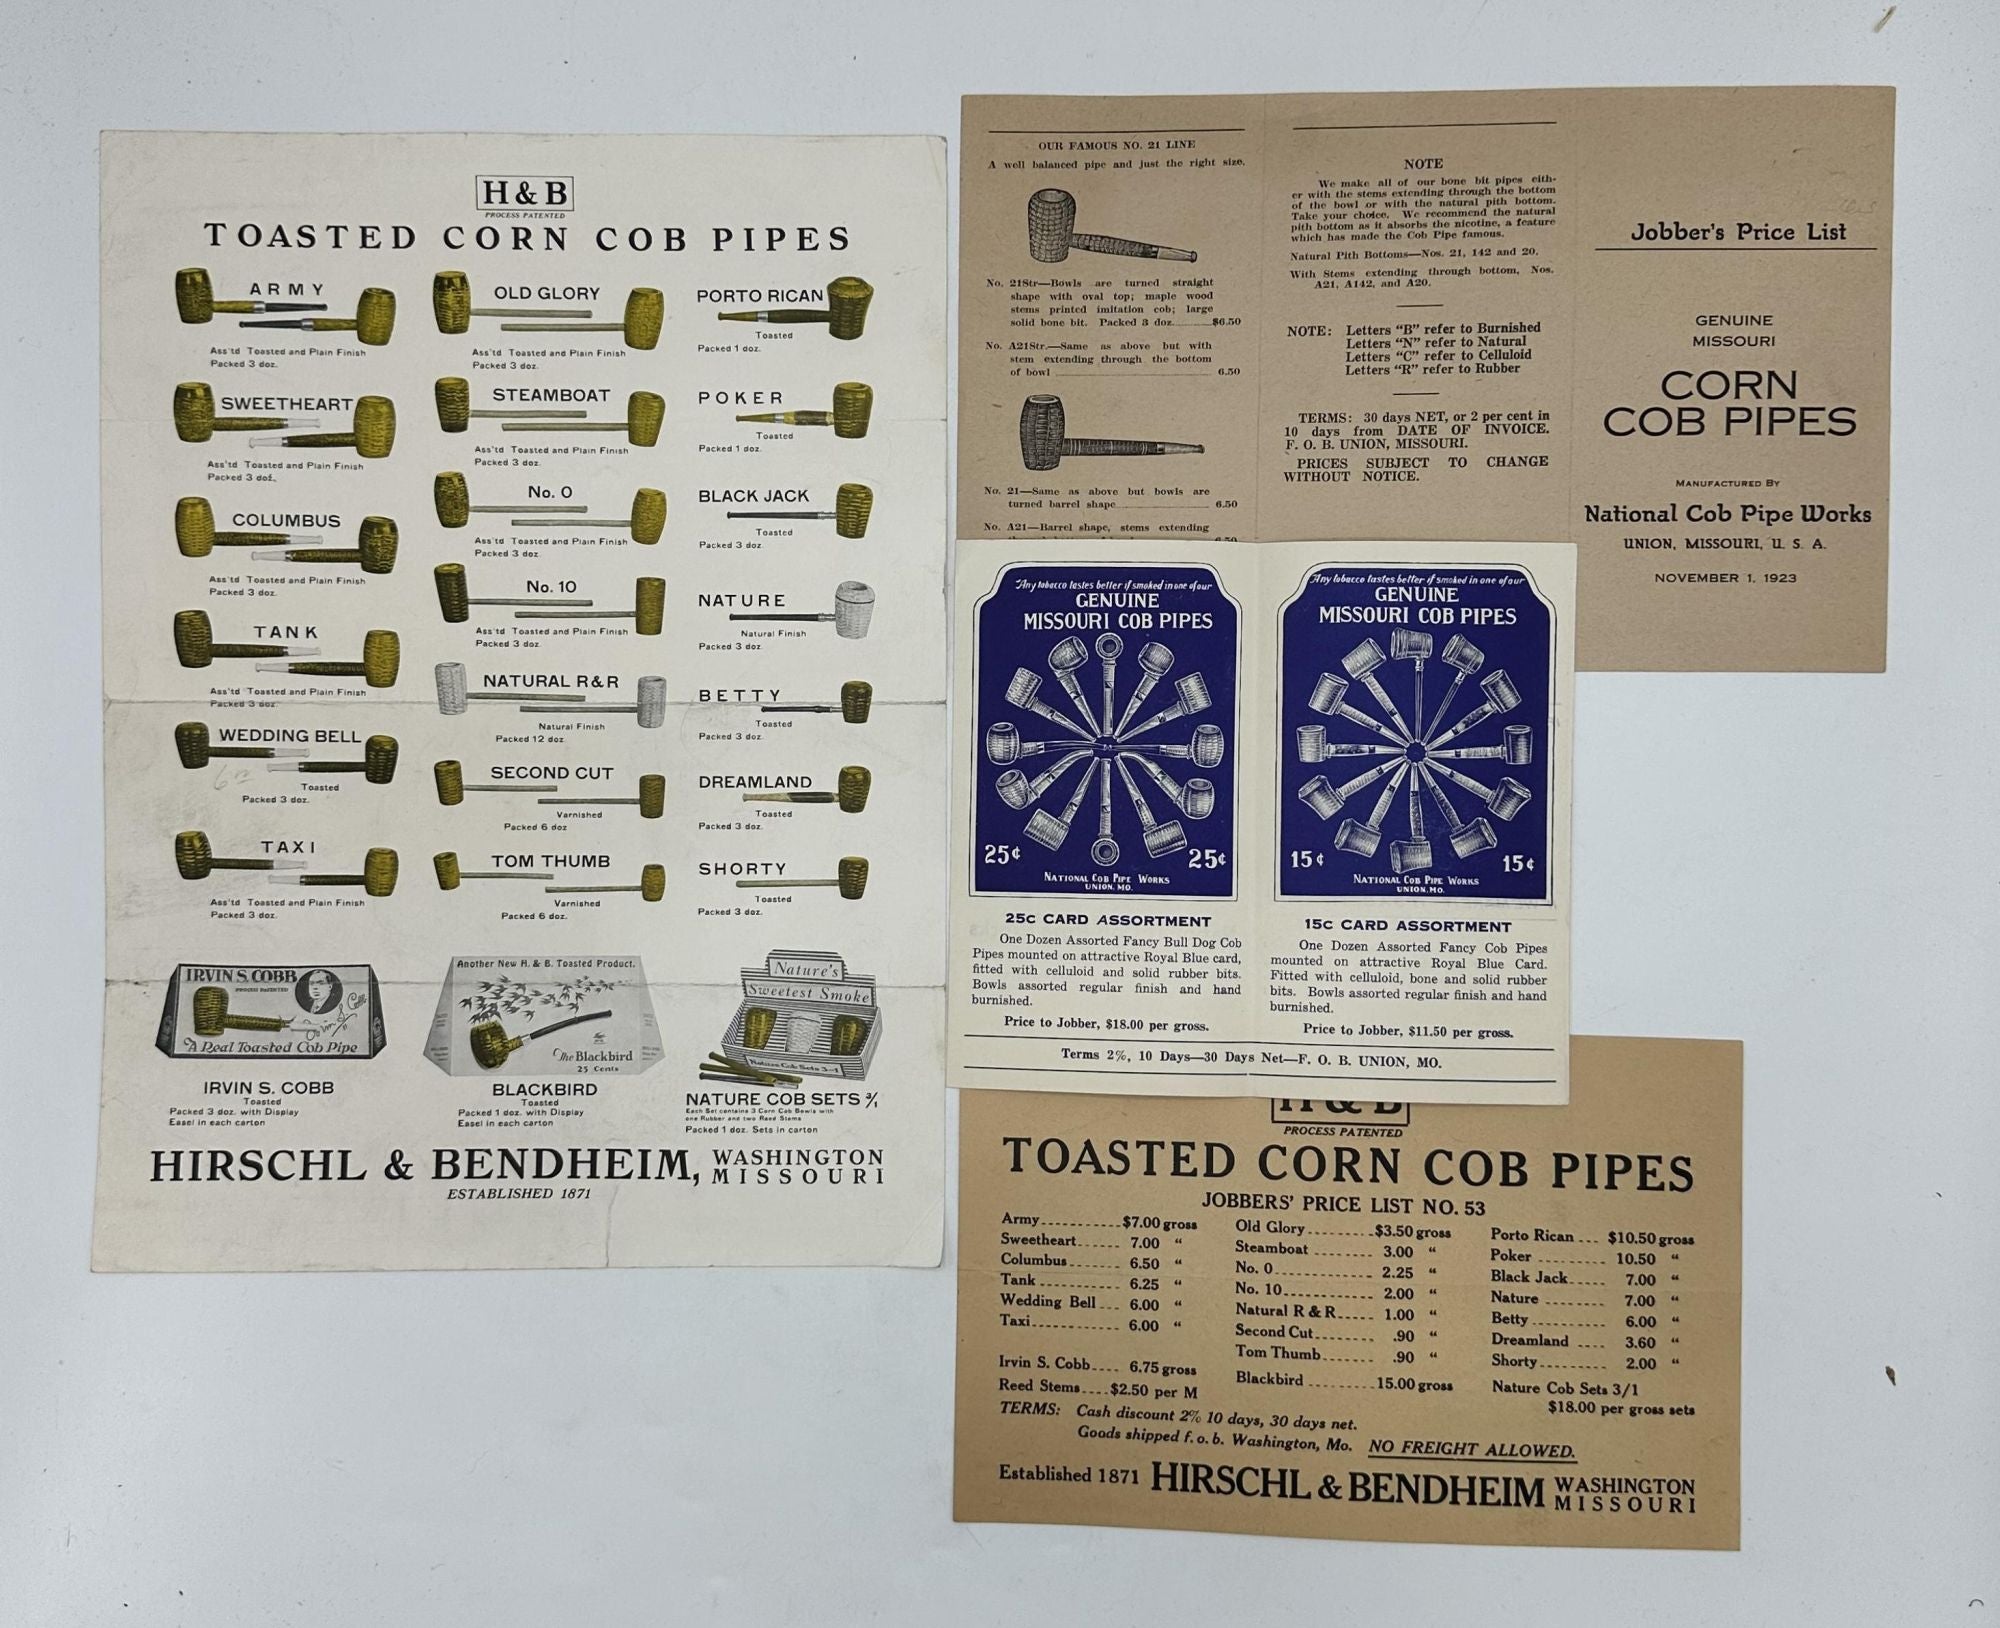 H & B
PROCESS PATENTED
TOASTED CORN COB PIPES
ARMY
Ass'td Toasted and Plain Finish
Packed 3 doz.
SWEETHEART
Ass'td Toasted and Plain Finish
Packed 3 doz.
COLUMBUS
Ass'td Toasted and Plain Finish
Packed 3 doz.
TANK
Ass'td Toasted and Plain Finish
Packed 3 doz.
WEDDING BELL
Toasted
Packed 3 doz.
TAXI
Ass'td Toasted and Plain Finish
Packed 3 doz.
OLD GLORY
Ass'td Toasted and Plain Finish
Packed 3 doz.
STEAMBOAT
Ass'td Toasted and Plain Finish
Packed 3 doz.
No. 0
Ass'td Toasted and Plain Finish
Packed 3 doz.
No. 10
Ass'td Toasted and Plain Finish
Packed 3 doz.
NATURAL R & R
Natural Finish
Packed 12 doz.
SECOND CUT
Varnished
Packed 6 doz
TOM THUMB
Varnished
Packed 6 doz.
PORTO RICAN
Toasted
Packed 1 doz.
POKER
Toasted
Packed 1 doz.
BLACK JACK
Toasted
Packed 3 doz.
NATURE
Natural Finish
Packed 3 doz.
BETTY
Toasted
Packed 3 doz.
DREAMLAND
Toasted
Packed 3 doz.
SHORTY
Toasted
Packed 3 doz.
IRVIN S. COBB
PROCESS PATENTED
Irvin S Cobb
"A Real Toasted Cob Pipe
IRVIN S. COBB
Toasted
Packed 3 doz. with Display
Easel in each carton
Another New H. & B. Toasted Product.
The Blackbird
25 Cents
BLACKBIRD
Toasted
Packed 1 doz. with Display
Easel in each carton
Nature's
Sweetest Smoke
Nature Cob Sets 3-1
NATURE COB SETS 3/1
Each Set contains 3 Corn Cob Bowls with
one Rubber and two Reed Stems
Packed 1 doz. Sets in carton
HIRSCHL & BENDHEIM, WASHINGTON MISSOURI
ESTABLISHED 1871
OUR FAMOUS NO. 21 LINE
A well balanced pipe and just the right size.
No. 21Str—Bowls are turned straight
shape with oval top; maple wood
stems printed imitation cob; large
solid bone bit. Packed 3 doz. $6.50
No. A21Str.—Same as above but with
stem extending through the bottom
of bowl 6.50
No. 21—Same as above but bowls are
turned barrel shape 6.50
No. A21—Barrel shape, stems extending
NOTE
We make all of our bone bit pipes eith-
er with the stems extending through the bottom
of the bowl or with the natural pith bottom.
Take your choice. We recommend the natural
pith bottom as it absorbs the nicotine, a feature
which has made the Cob Pipe famous.
Natural Pith Bottoms—Nos. 21, 142 and 20.
With Stems extending through bottom, Nos.
A21, A142, and A20.
NOTE: Letters "B" refer to Burnished
Letters "N" refer to Natural
Letters "C" refer to Celluloid
Letters "R" refer to Rubber
TERMS: 30 days NET, or 2 per cent in
10 days from DATE OF INVOICE.
F. O. B. UNION, MISSOURI.
PRICES SUBJECT TO CHANGE
WITHOUT NOTICE.
Jobber's Price List
GENUINE
MISSOURI
CORN
COB PIPES
MANUFACTURED BY
National Cob Pipe Works
UNION, MISSOURI, U. S. A.
NOVEMBER 1, 1923
Any tobacco tastes better if smoked in one of our
GENUINE
MISSOURI COB PIPES
25¢ 25¢
NATIONAL COB PIPE WORKS
UNION, MO.
25c CARD ASSORTMENT
One Dozen Assorted Fancy Bull Dog Cob
Pipes mounted on attractive Royal Blue card,
fitted with celluloid and solid rubber bits.
Bowls assorted regular finish and hand
burnished.
Price to Jobber, $18.00 per gross.
Any tobacco tastes better if smoked in one of our
GENUINE
MISSOURI COB PIPES
15¢ 15¢
NATIONAL COB PIPE WORKS
UNION, MO.
15c CARD ASSORTMENT
One Dozen Assorted Fancy Cob Pipes
mounted on attractive Royal Blue Card.
Fitted with celluloid, bone and solid rubber
bits. Bowls assorted regular finish and hand
burnished.
Price to Jobber, $11.50 per gross.
Terms 2%, 10 Days—30 Days Net—F. O. B. UNION, MO.
H & B
PROCESS PATENTED
TOASTED CORN COB PIPES
JOBBERS' PRICE LIST NO. 53
Army $7.00 gross
Sweetheart 7.00 "
Columbus 6.50 "
Tank 6.25 "
Wedding Bell 6.00 "
Taxi 6.00 "
Irvin S. Cobb 6.75 gross
Reed Stems $2.50 per M
Old Glory $3.50 gross
Steamboat 3.00 "
No. 0 2.25 "
No. 10 2.00 "
Natural R & R 1.00 "
Second Cut .90 "
Tom Thumb .90 "
Blackbird 15.00 gross
Porto Rican $10.50 gross
Poker 10.50 "
Black Jack 7.00 "
Nature 7.00 "
Betty 6.00 "
Dreamland 3.60 "
Shorty 2.00 "
Nature Cob Sets 3/1
$18.00 per gross sets
TERMS: Cash discount 2% 10 days, 30 days net.
Goods shipped f. o. b. Washington, Mo. NO FREIGHT ALLOWED.
Established 1871 HIRSCHL & BENDHEIM WASHINGTON MISSOURI